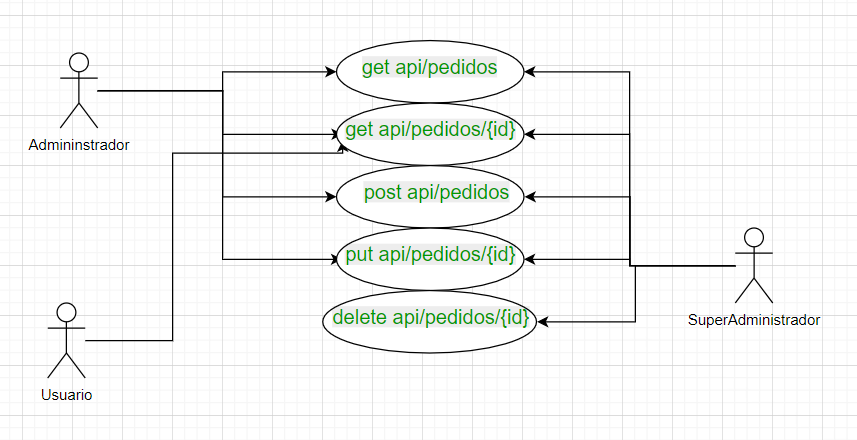 get api/pedidos
get api/pedidos/{id}
Admininstrador
post api/pedidos
put api/pedidos/{id}
delete api/pedidos/{id}
SuperAdministrador
Usuario